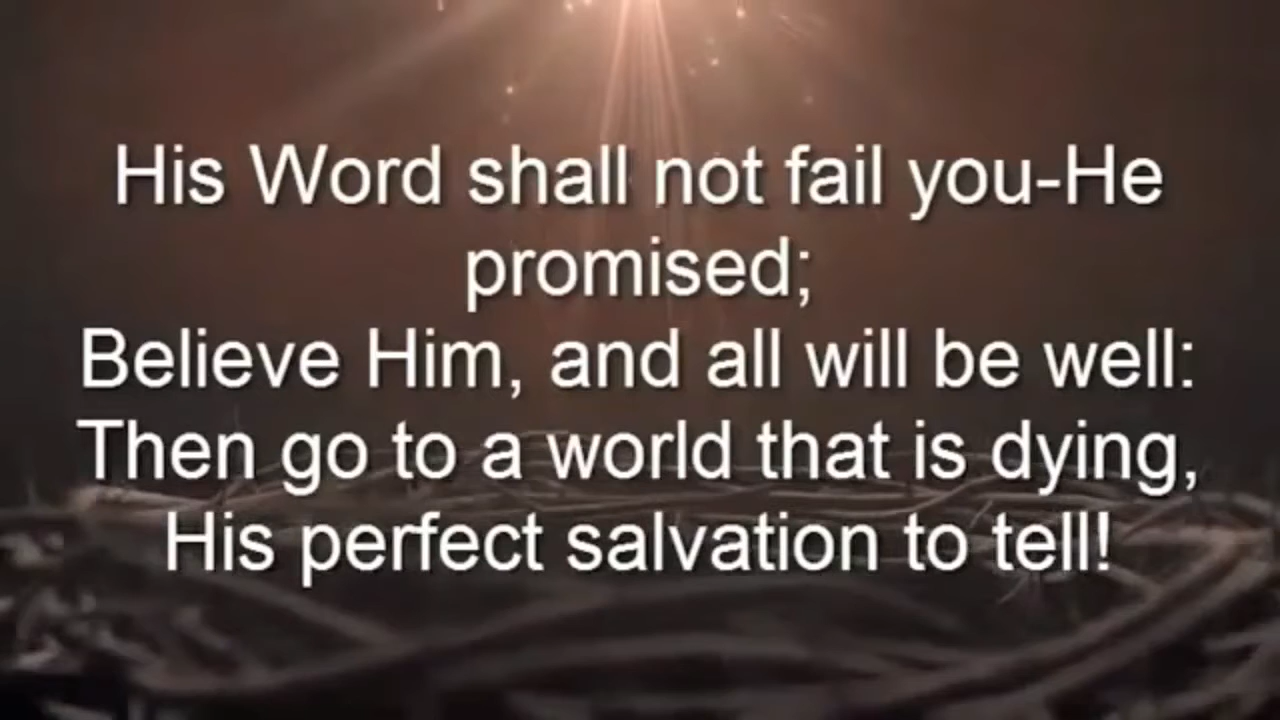 His Word shall not fail you-He
promised;
Believe Him, and all will be well:
Then go to a world that is dying,
His perfect salvation to tell!